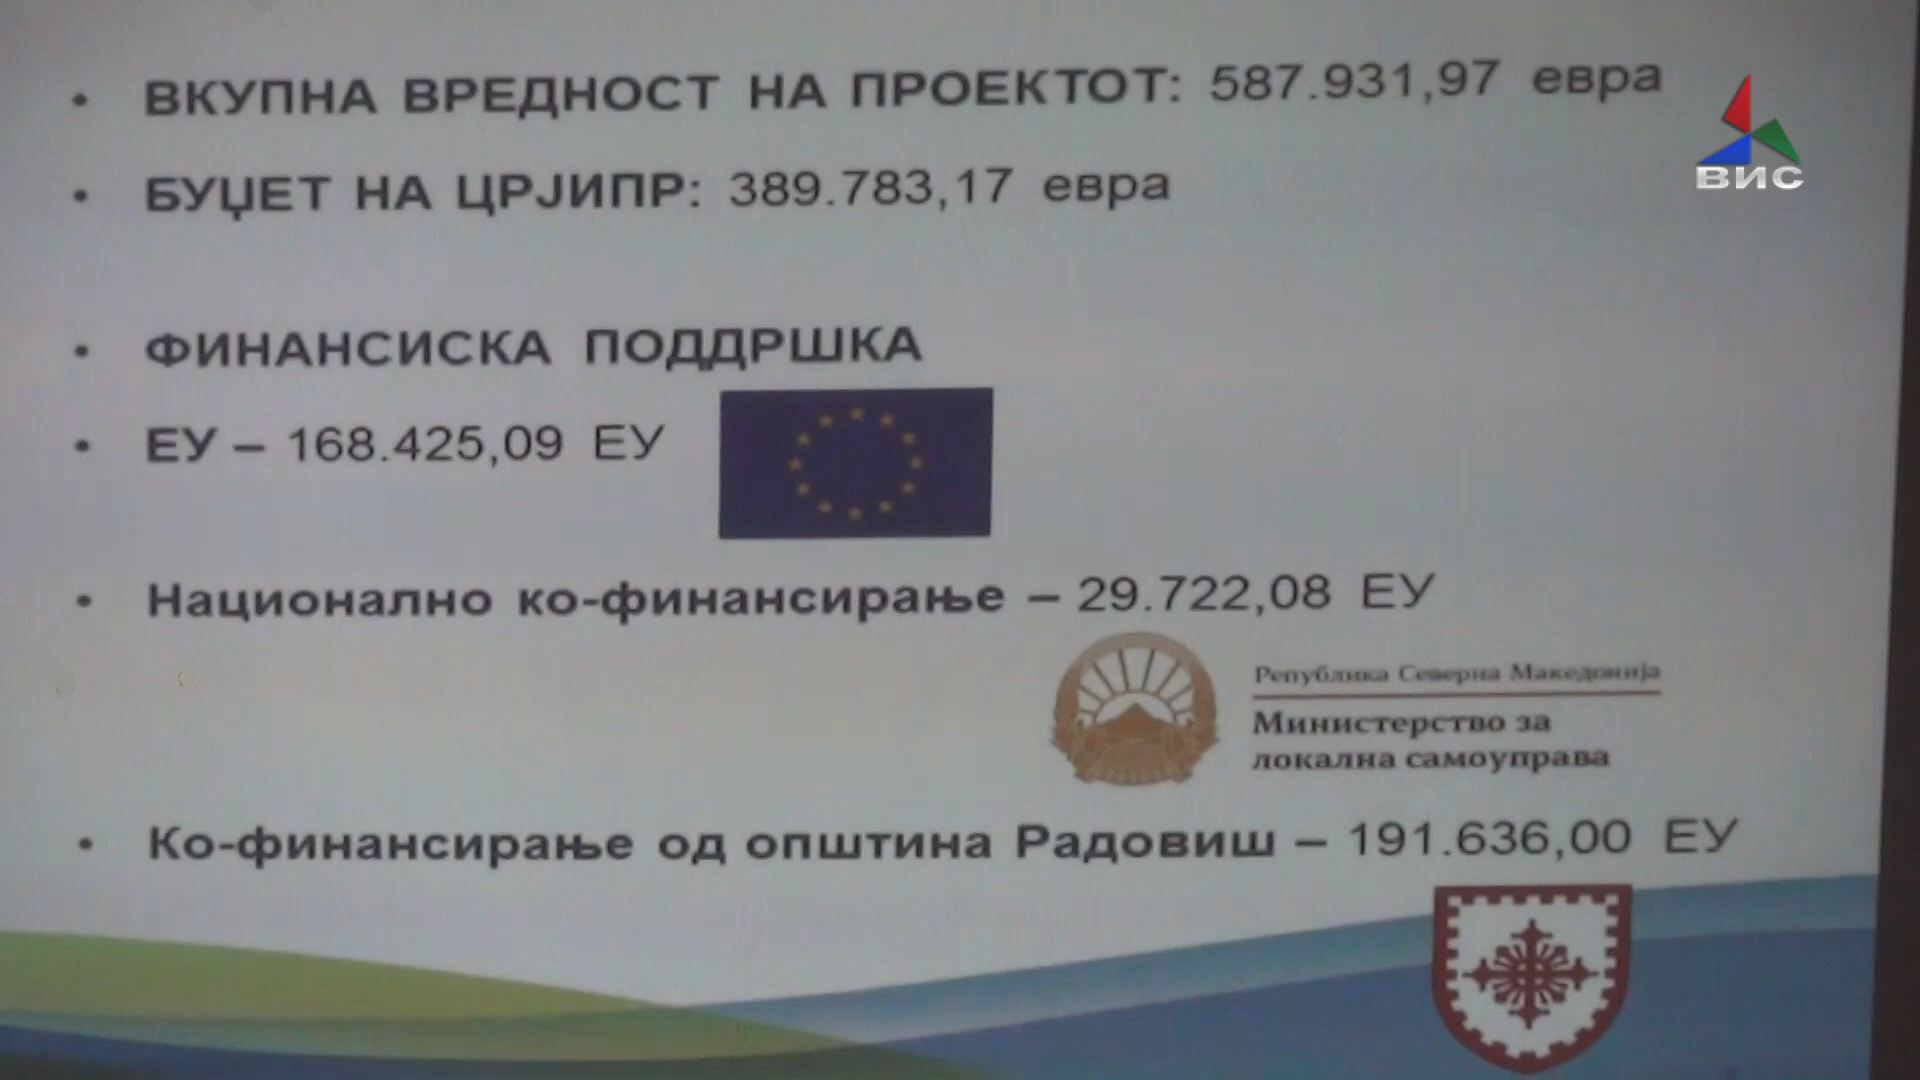 • ВКУПНА ВРЕДНОСТ НА ПРОЕКТОТ: 587.931,97 евра
ВИС
• БУЏЕТ НА ЦРЈИПР: 389.783,17 евра
• ФИНАНСИСКА ПОДДРШКА
• ЕУ – 168.425,09 ЕУ
• Национално ко-финансирање – 29.722,08 ЕУ
Република Северна Македонија
Министерство за
локална самоуправа
• Ко-финансирање од општина Радовиш – 191.636,00 ЕУ